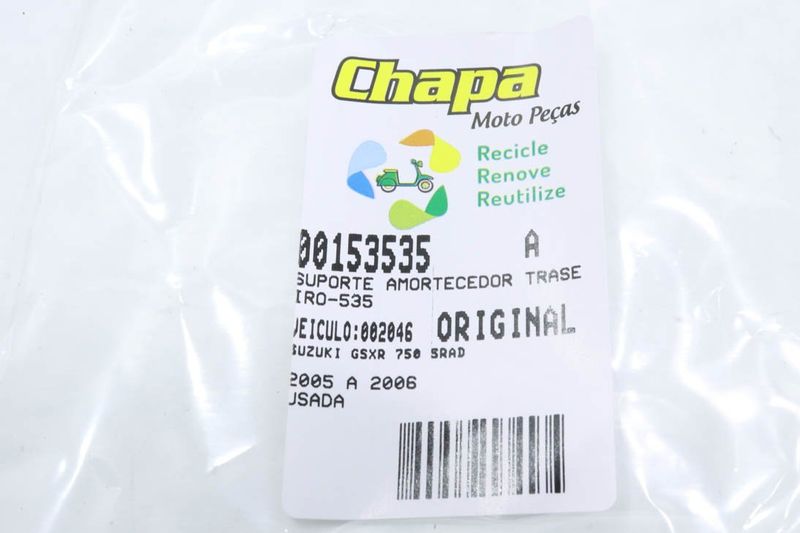 Chapa
Moto Peças
Recicle
Renove
Reutilize
00153535 A
SUPORTE AMORTECEDOR TRASE
IRO-535
VEICULO:002046 ORIGINAL
SUZUKI GSXR 750 SRAD
2005 A 2006
USADA